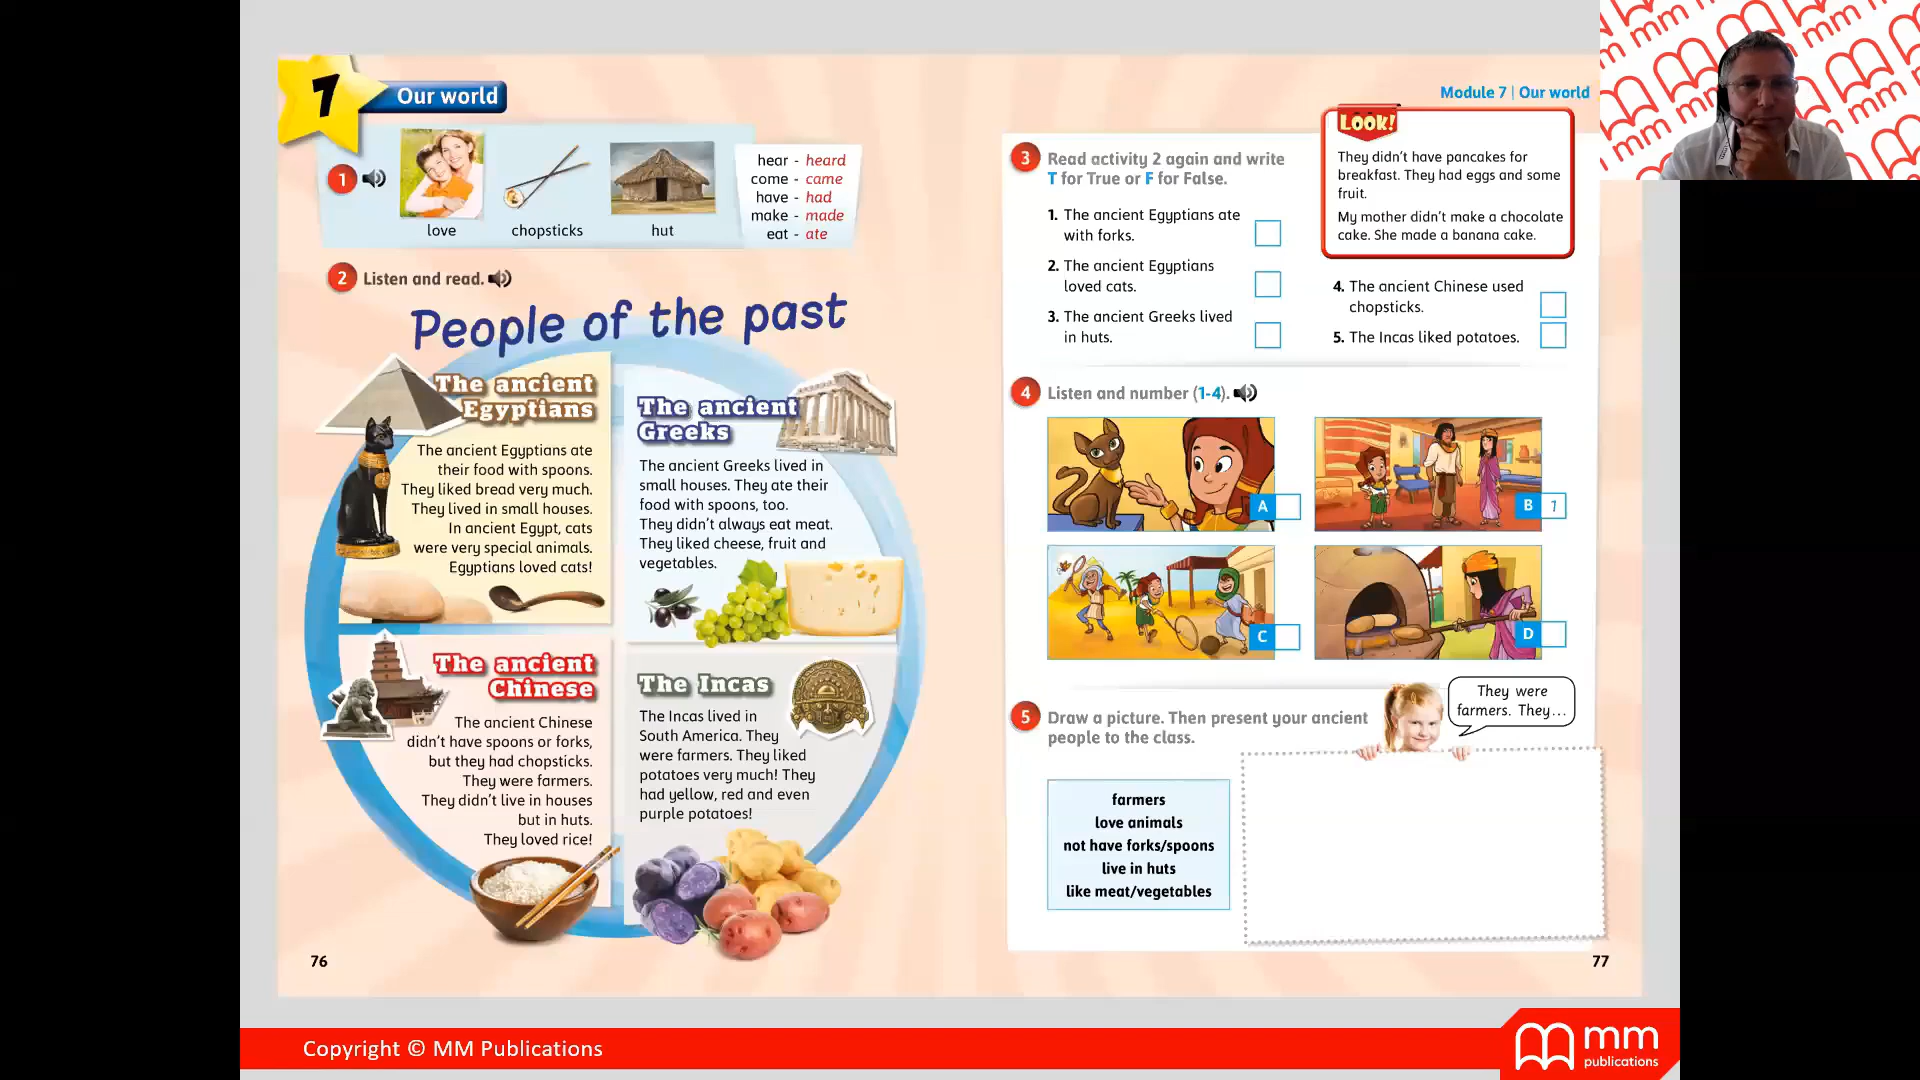 7
Our world
1
love
chopsticks
hut
hear - heard
come - came
have - had
make - made
eat - ate
2 Listen and read.
People of the past
The ancient
Egyptians
The ancient Egyptians ate
their food with spoons.
They liked bread very much.
They lived in small houses.
In ancient Egypt, cats
were very special animals.
Egyptians loved cats!
The ancient
Greeks
The ancient Greeks lived in
small houses. They ate their
food with spoons, too.
They didn't always eat meat.
They liked cheese, fruit and
vegetables.
The ancient
Chinese
The ancient Chinese
didn't have spoons or forks,
but they had chopsticks.
They were farmers.
They didn't live in houses
but in huts.
They loved rice!
The Incas
The Incas lived in
South America. They
were farmers. They liked
potatoes very much! They
had yellow, red and even
purple potatoes!
76
Module 7 | Our world
3 Read activity 2 again and write
T for True or F for False.
1. The ancient Egyptians ate
with forks.
2. The ancient Egyptians
loved cats.
3. The ancient Greeks lived
in huts.
LOOK!
They didn't have pancakes for
breakfast. They had eggs and some
fruit.
My mother didn't make a chocolate
cake. She made a banana cake.
4. The ancient Chinese used
chopsticks.
5. The Incas liked potatoes.
4 Listen and number (1-4).
A
B 1
C
D
5 Draw a picture. Then present your ancient
people to the class.
They were
farmers. They...
farmers
love animals
not have forks/spoons
live in huts
like meat/vegetables
77
Copyright © MM Publications
mm
publications